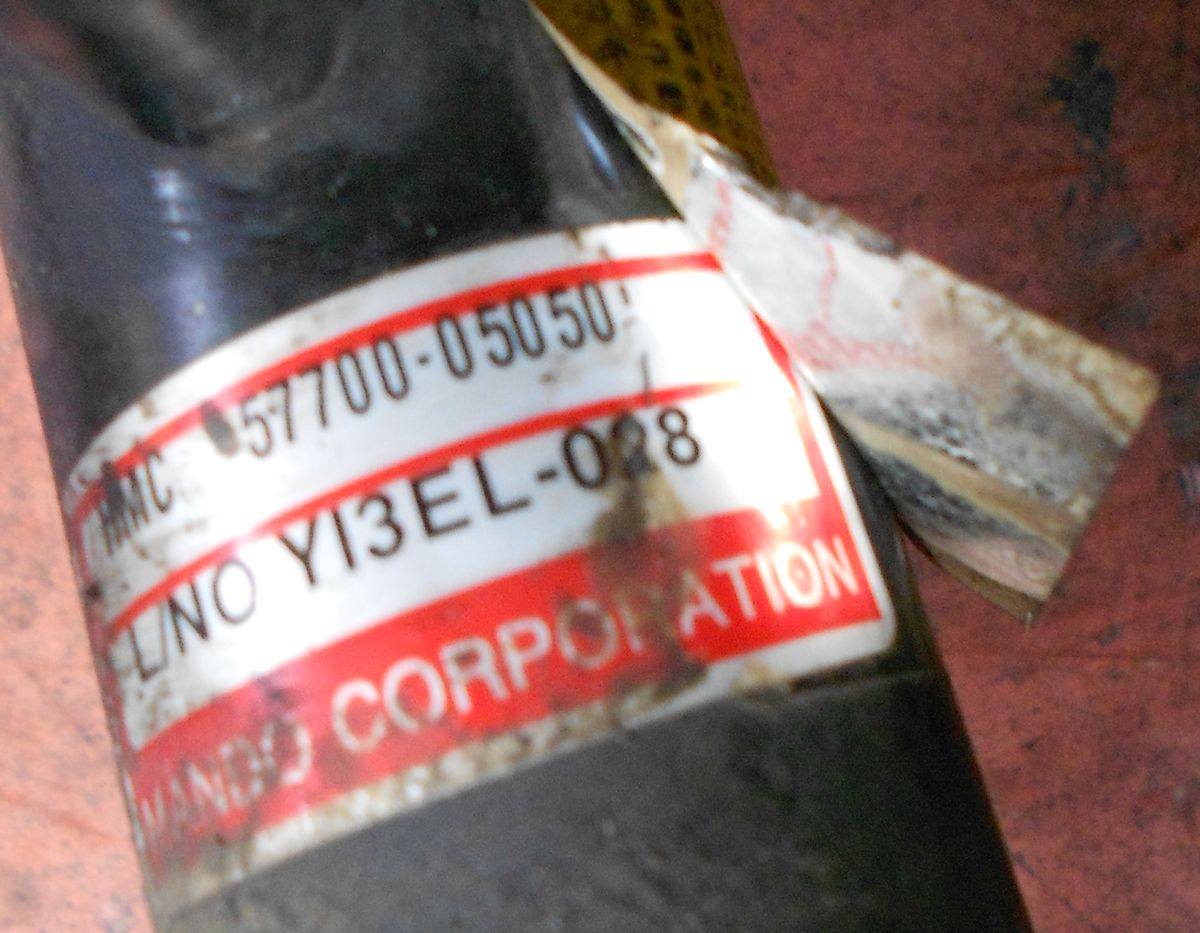 HMC 57700-05050
L/NO YI3EL-028
MANDO CORPORATION